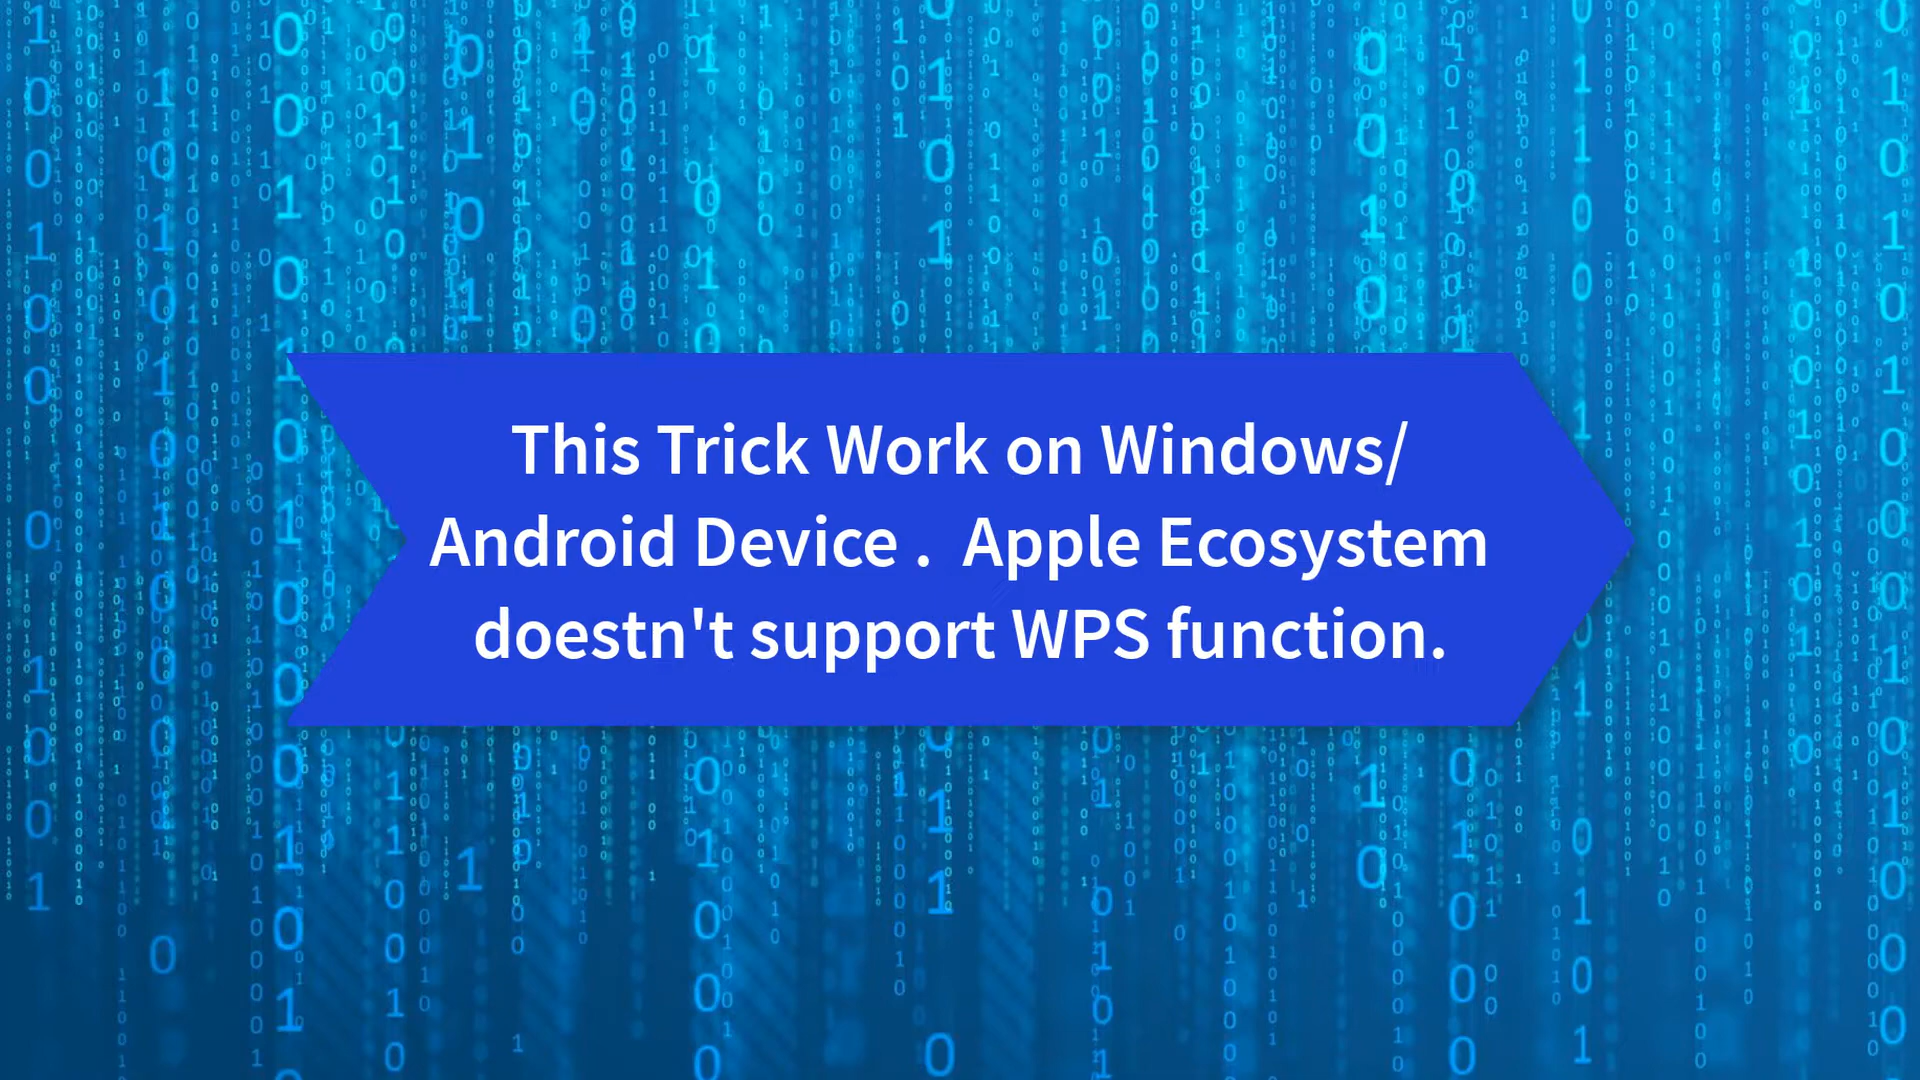 This Trick Work on Windows/
Android Device .  Apple Ecosystem
doestn't support WPS function.